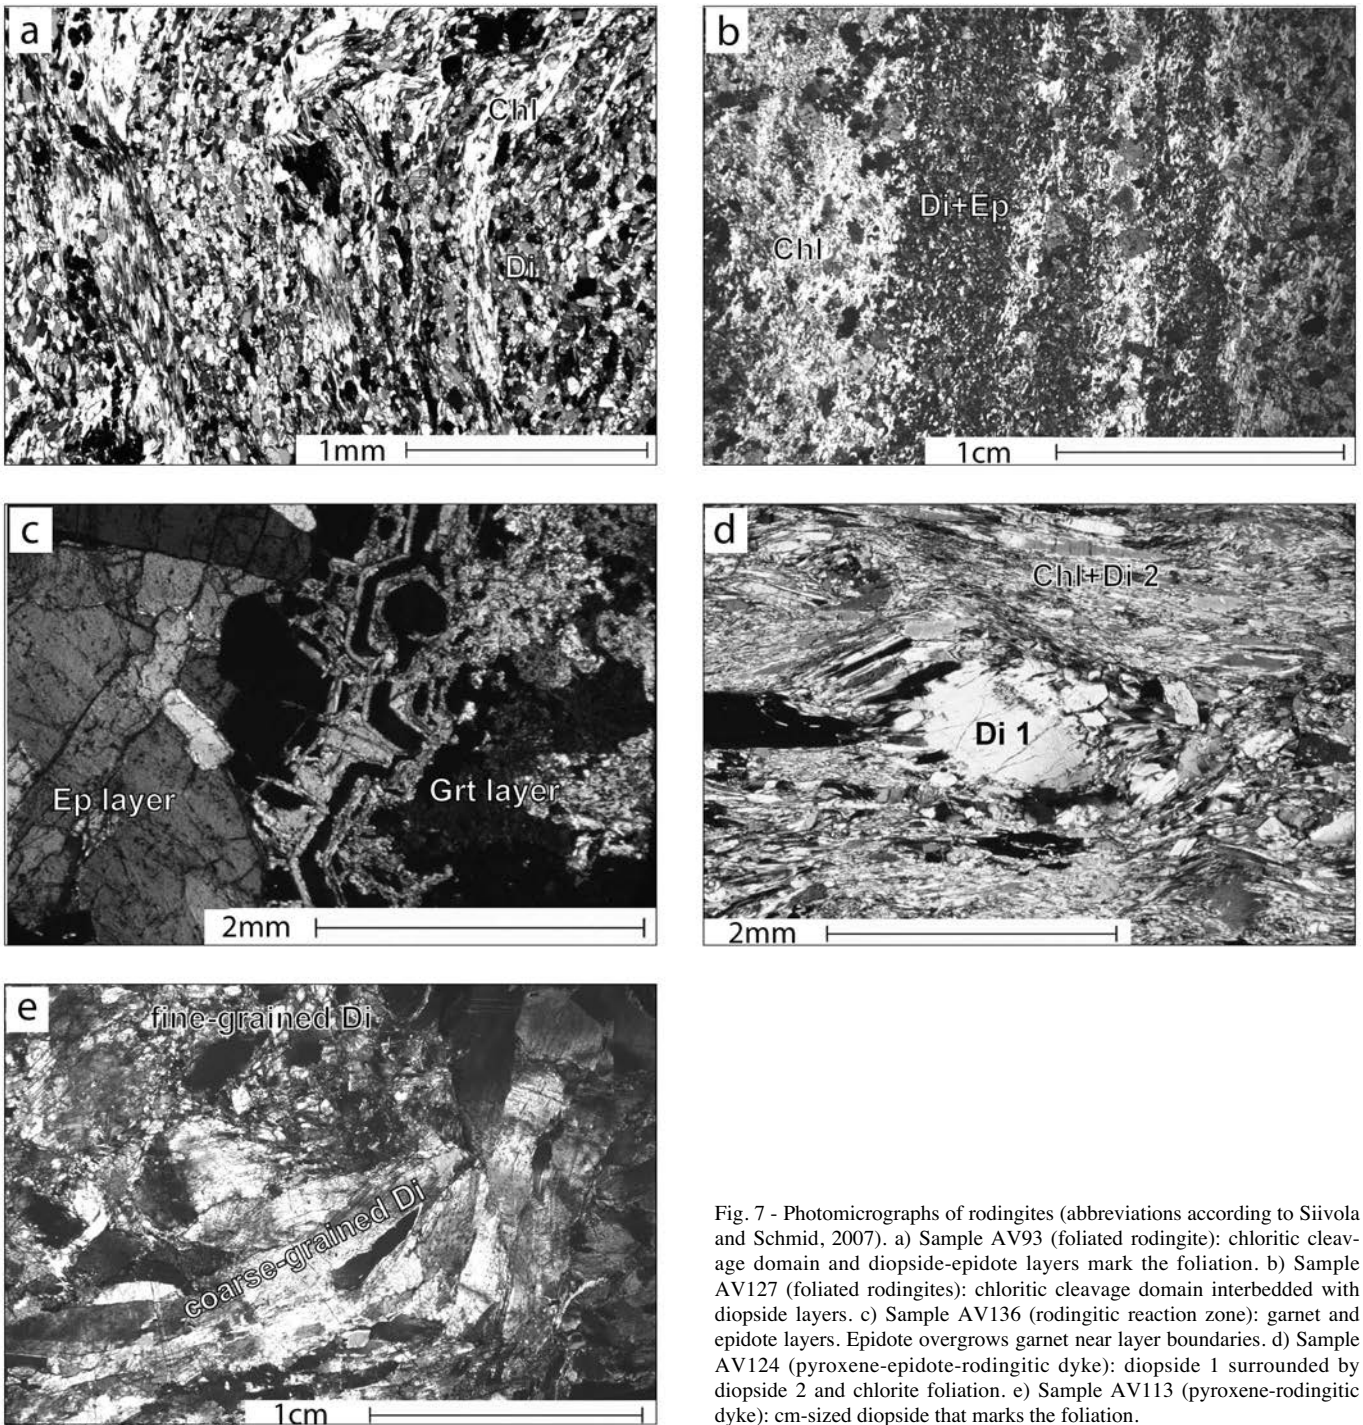 a
Chl
Di
1mm
b
Di+Ep
Chl
1cm
c
Ep layer
Grt layer
2mm
d
Chl+Di 2
Di 1
2mm
e
fine-grained Di
coarse-grained Di
1cm
Fig. 7 - Photomicrographs of rodingites (abbreviations according to Siivola
and Schmid, 2007). a) Sample AV93 (foliated rodingite): chloritic cleav-
age domain and diopside-epidote layers mark the foliation. b) Sample
AV127 (foliated rodingites): chloritic cleavage domain interbedded with
diopside layers. c) Sample AV136 (rodingitic reaction zone): garnet and
epidote layers. Epidote overgrows garnet near layer boundaries. d) Sample
AV124 (pyroxene-epidote-rodingitic dyke): diopside 1 surrounded by
diopside 2 and chlorite foliation. e) Sample AV113 (pyroxene-rodingitic
dyke): cm-sized diopside that marks the foliation.